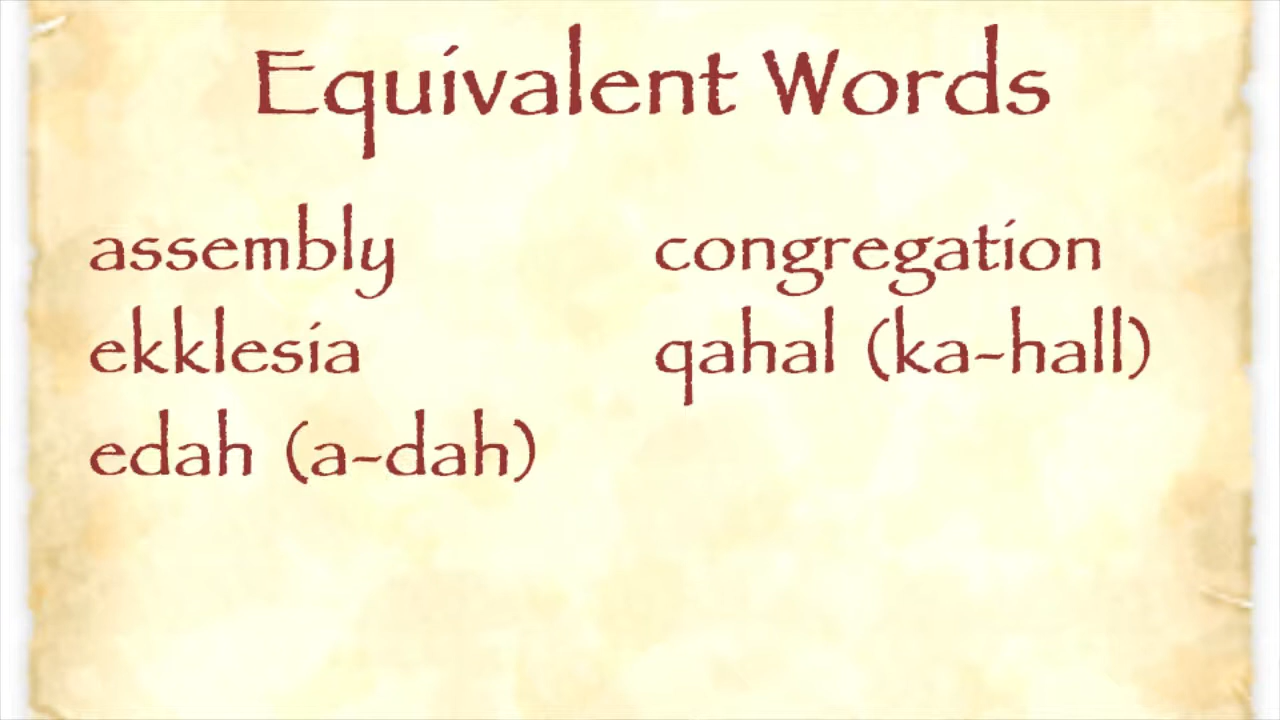 Equivalent Words
assembly congregation
ekklesia qahal (ka-hall)
edah (a-dah)